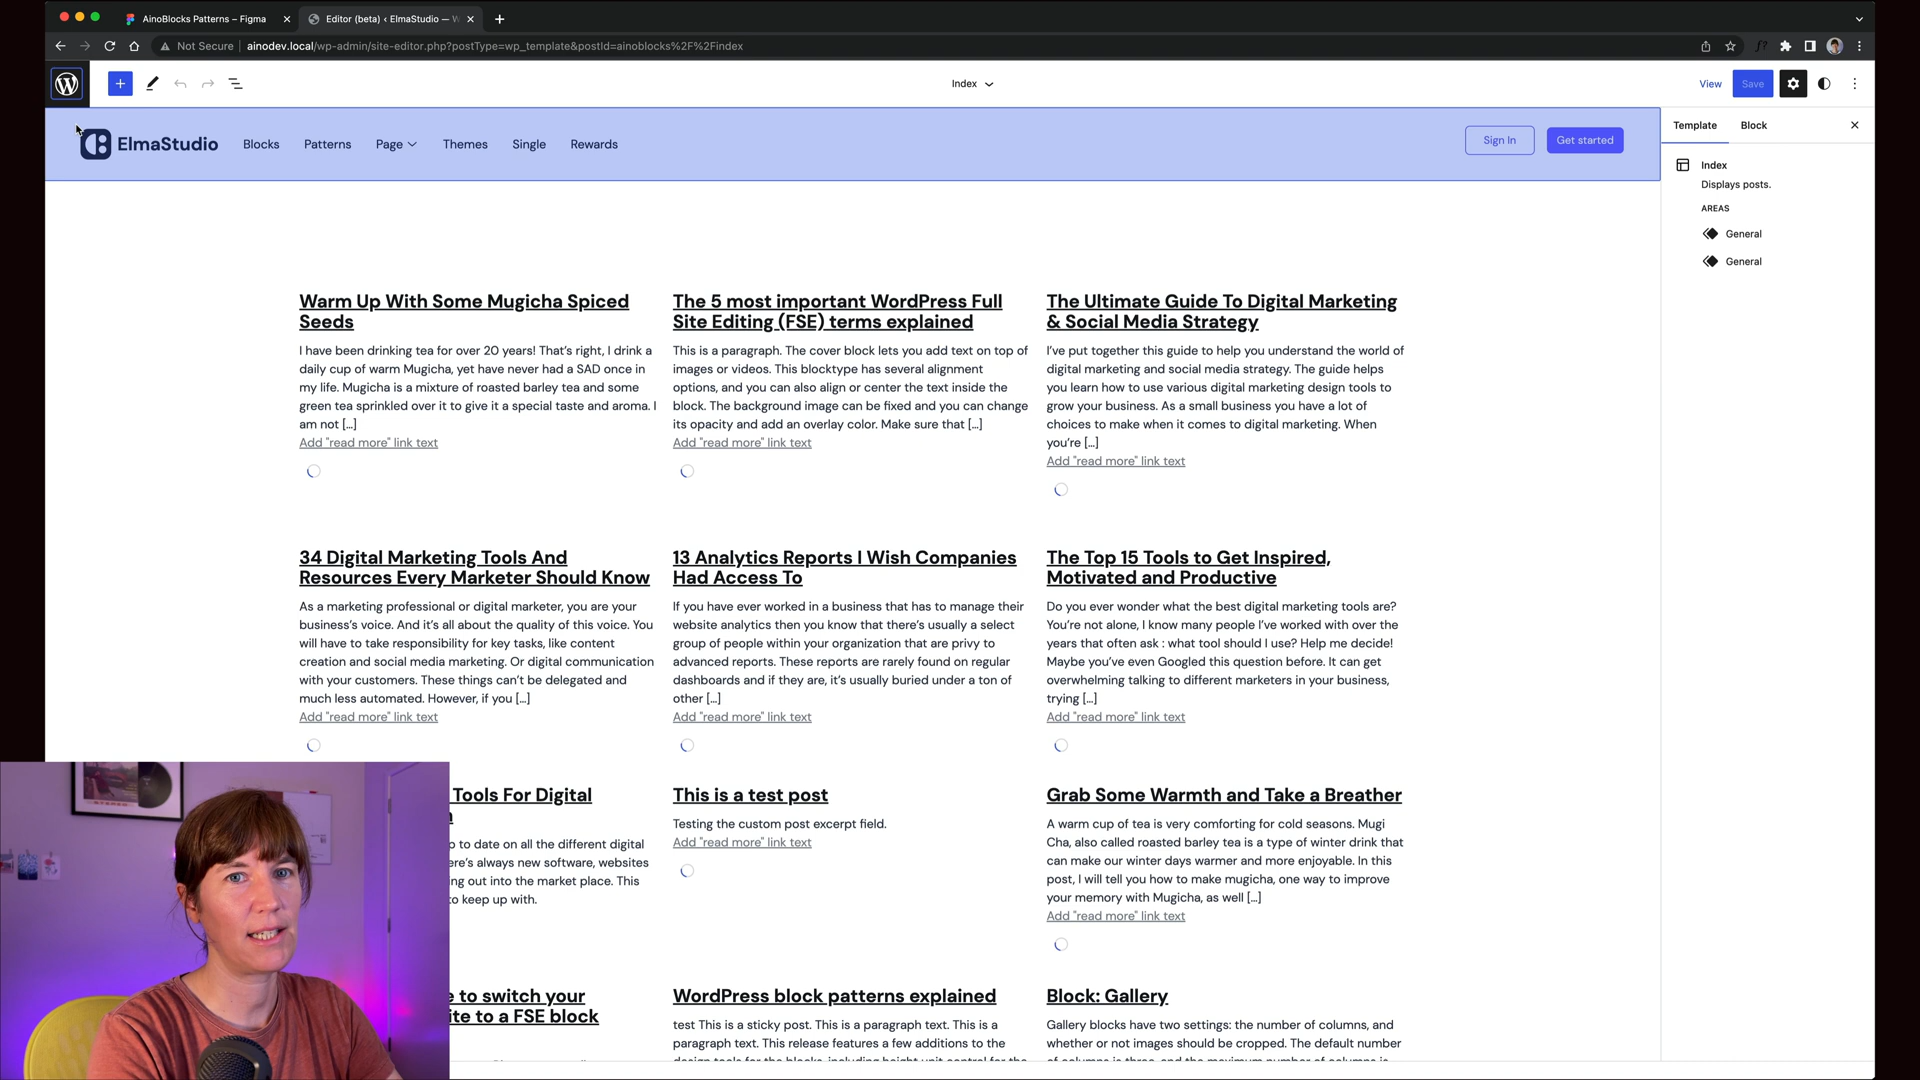 AinoBlocks Patterns – Figma
Editor (beta) ‹ ElmaStudio —
Not Secure
ainodev.local/wp-admin/site-editor.php?postType=wp_template&postId=ainoblocks%2F%2Findex
Index
View
Save
ElmaStudio
Blocks
Patterns
Page
Themes
Single
Rewards
Sign In
Get started
Template
Block
Index
Displays posts.
AREAS
General
General
Warm Up With Some Mugicha Spiced
Seeds
I have been drinking tea for over 20 years! That’s right, I drink a
daily cup of warm Mugicha, yet have never had a SAD once in
my life. Mugicha is a mixture of roasted barley tea and some
green tea sprinkled over it to give it a special taste and aroma. I
am not [...]
Add "read more" link text
The 5 most important WordPress Full
Site Editing (FSE) terms explained
This is a paragraph. The cover block lets you add text on top of
images or videos. This blocktype has several alignment
options, and you can also align or center the text inside the
block. The background image can be fixed and you can change
its opacity and add an overlay color. Make sure that [...]
Add "read more" link text
The Ultimate Guide To Digital Marketing
& Social Media Strategy
I’ve put together this guide to help you understand the world of
digital marketing and social media strategy. The guide helps
you learn how to use various digital marketing design tools to
grow your business. As a small business you have a lot of
choices to make when it comes to digital marketing. When
you’re [...]
Add "read more" link text
34 Digital Marketing Tools And
Resources Every Marketer Should Know
As a marketing professional or digital marketer, you are your
business’s voice. And it’s all about the quality of this voice. You
will have to take responsibility for key tasks, like content
creation and social media marketing. Or digital communication
with your customers. These things can’t be delegated and
much less automated. However, if you [...]
Add "read more" link text
13 Analytics Reports I Wish Companies
Had Access To
If you have ever worked in a business that has to manage their
website analytics then you know that there’s usually a select
group of people within your organization that are privy to
advanced reports. These reports are rarely found on regular
dashboards and if they are, it’s usually buried under a ton of
other [...]
Add "read more" link text
The Top 15 Tools to Get Inspired,
Motivated and Productive
Do you ever wonder what the best digital marketing tools are?
You’re not alone, I know many people I’ve worked with over the
years that often ask : what tool should I use? Help me decide!
Maybe you’ve even Googled this question before. It can get
overwhelming talking to different marketers in your business,
trying [...]
Add "read more" link text
Tools For Digital
to date on all the different digital
ere’s always new software, websites
ing out into the market place. This
to keep up with.
This is a test post
Testing the custom post excerpt field.
Add "read more" link text
Grab Some Warmth and Take a Breather
A warm cup of tea is very comforting for cold seasons. Mugi
Cha, also called roasted barley tea is a type of winter drink that
can make our winter days warmer and more enjoyable. In this
post, I will tell you how to make mugicha, one way to improve
your memory with Mugicha, as well [...]
Add "read more" link text
e to switch your
ite to a FSE block
WordPress block patterns explained
test This is a sticky post. This is a paragraph text. This is a
paragraph text. This release features a few additions to the
design tools for the blocks, including height unit control for the
Block: Gallery
Gallery blocks have two settings: the number of columns, and
whether or not images should be cropped. The default number
of columns is three, and the maximum number of columns is
STEREO